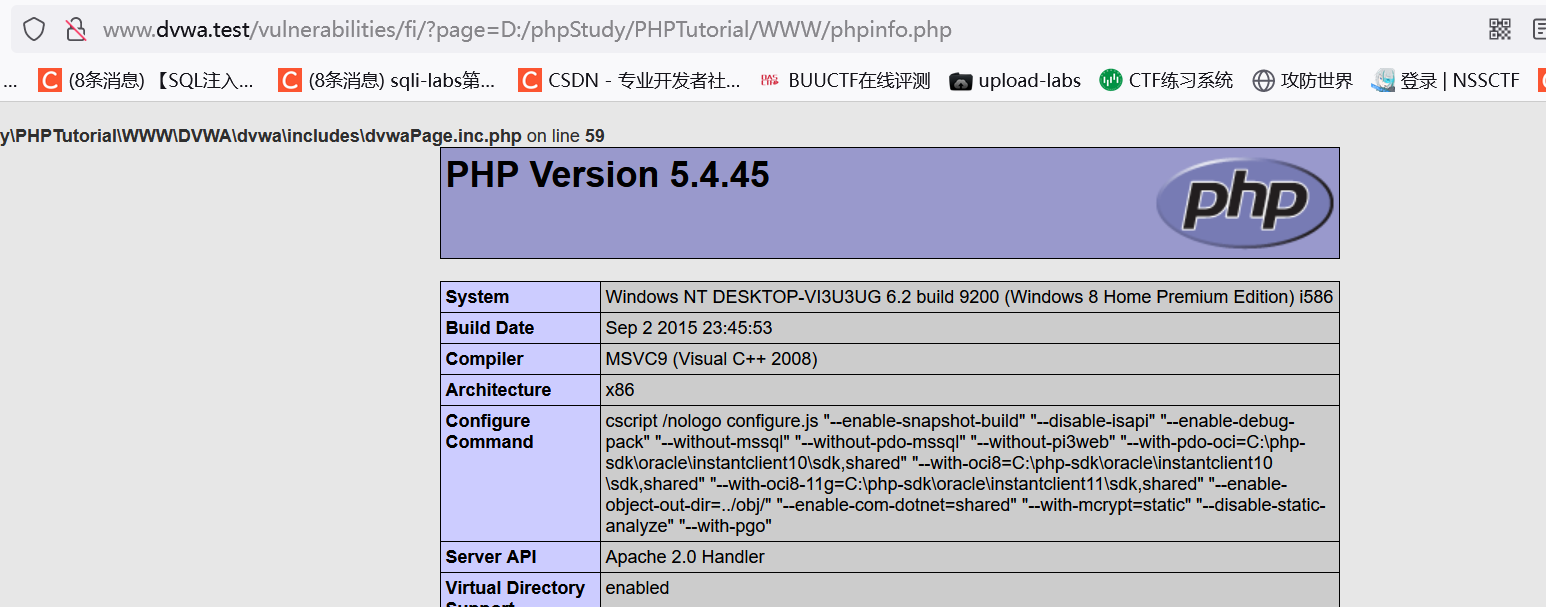 www.dvwa.test/vulnerabilities/fi/?page=D:/phpStudy/PHPTutorial/WWW/phpinfo.php
... (8条消息) 【SQL注入... (8条消息) sqli-labs第... CSDN - 专业开发者社... BUUCTF在线评测 upload-labs CTF练习系统 攻防世界 登录 | NSSCTF
y\PHPTutorial\WWW\DVWA\dvwa\includes\dvwaPage.inc.php on line 59
PHP Version 5.4.45
php
System Windows NT DESKTOP-VI3U3UG 6.2 build 9200 (Windows 8 Home Premium Edition) i586
Build Date Sep 2 2015 23:45:53
Compiler MSVC9 (Visual C++ 2008)
Architecture x86
Configure cscript /nologo configure.js "--enable-snapshot-build" "--disable-isapi" "--enable-debug-
Command pack" "--without-mssql" "--without-pdo-mssql" "--without-pi3web" "--with-pdo-oci=C:\php-
sdk\oracle\instantclient10\sdk,shared" "--with-oci8=C:\php-sdk\oracle\instantclient10
\sdk,shared" "--with-oci8-11g=C:\php-sdk\oracle\instantclient11\sdk,shared" "--enable-
object-out-dir=../obj/" "--enable-com-dotnet=shared" "--with-mcrypt=static" "--disable-static-
analyze" "--with-pgo"
Server API Apache 2.0 Handler
Virtual Directory enabled
Support